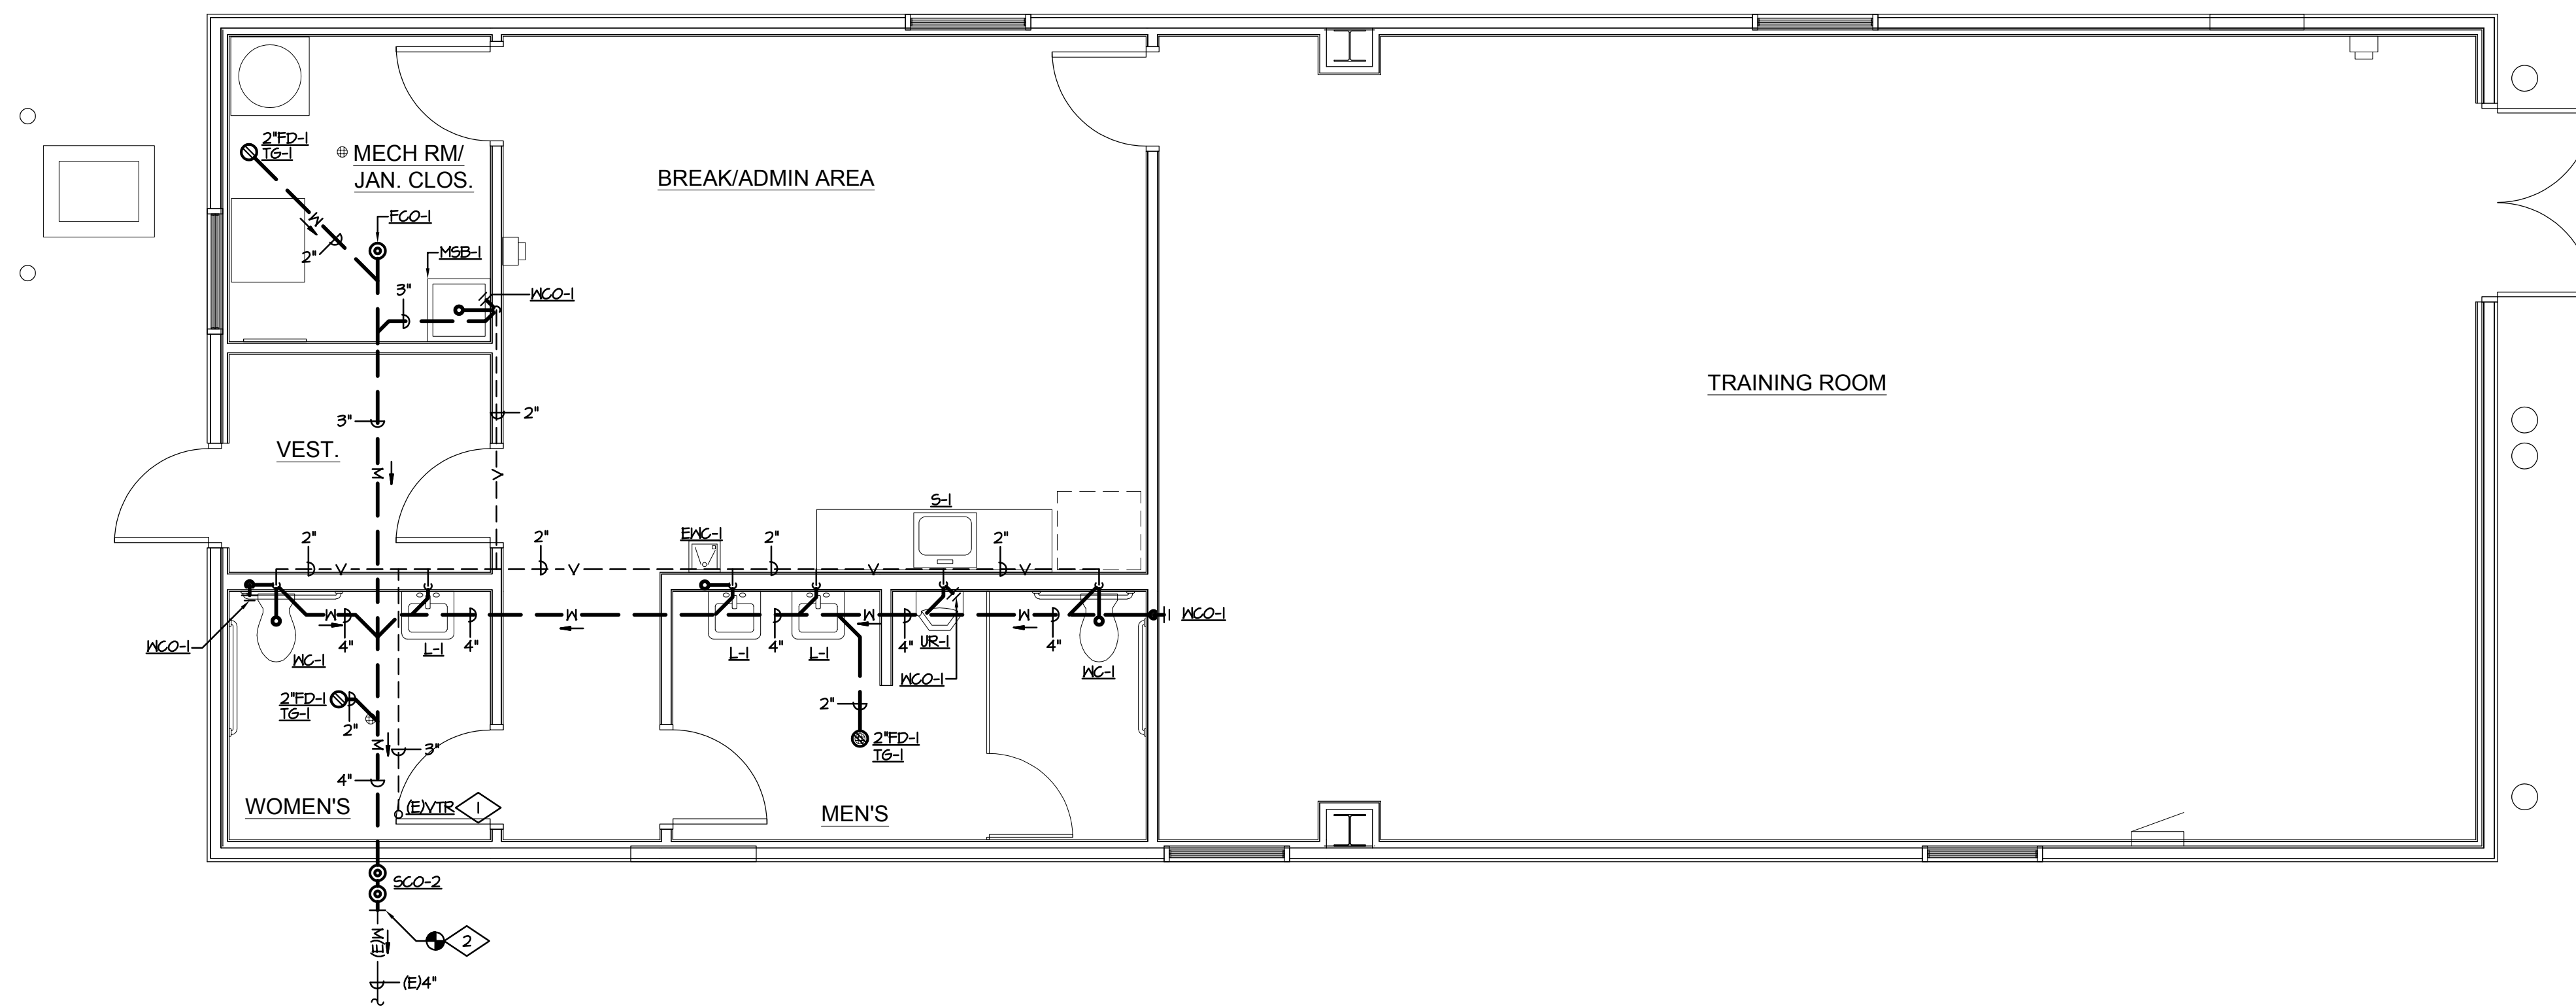 2"FD-1
TG-1
MECH RM/
JAN. CLOS.
BREAK/ADMIN AREA
FCO-1
W
2"
MSB-1
3"
WCO-1
TRAINING ROOM
3"
2"
VEST.
W
V
S-1
EWC-1
2"
2"
2"
2"
V
V
V
V
W
W
W
W
WCO-1
4"
4"
4"
4"
4"
WCO-1
WC-1
L-1
L-1
L-1
UR-1
WC-1
WCO-1
2"FD-1
TG-1
2"
2"
W
3"
2"FD-1
TG-1
4"
WOMEN'S
(E)VTR
1
MEN'S
SCO-2
W(E)
2
(E)4"